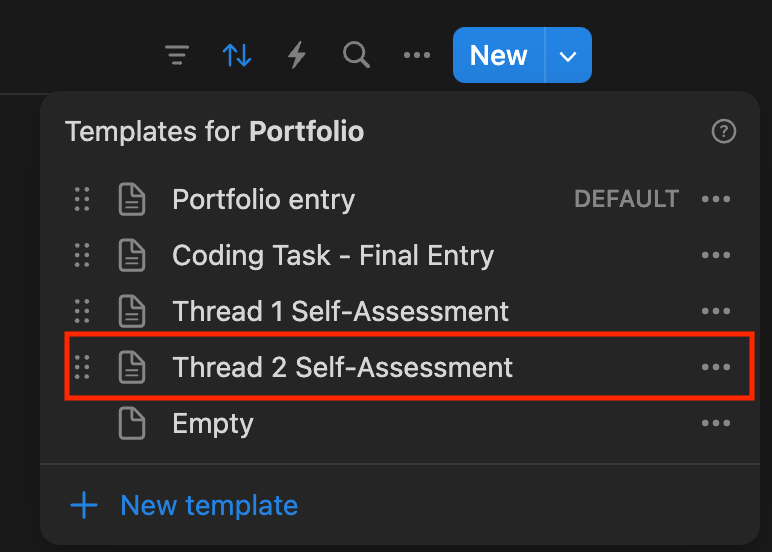 New
Templates for Portfolio
Portfolio entry DEFAULT
Coding Task - Final Entry
Thread 1 Self-Assessment
Thread 2 Self-Assessment
Empty
New template